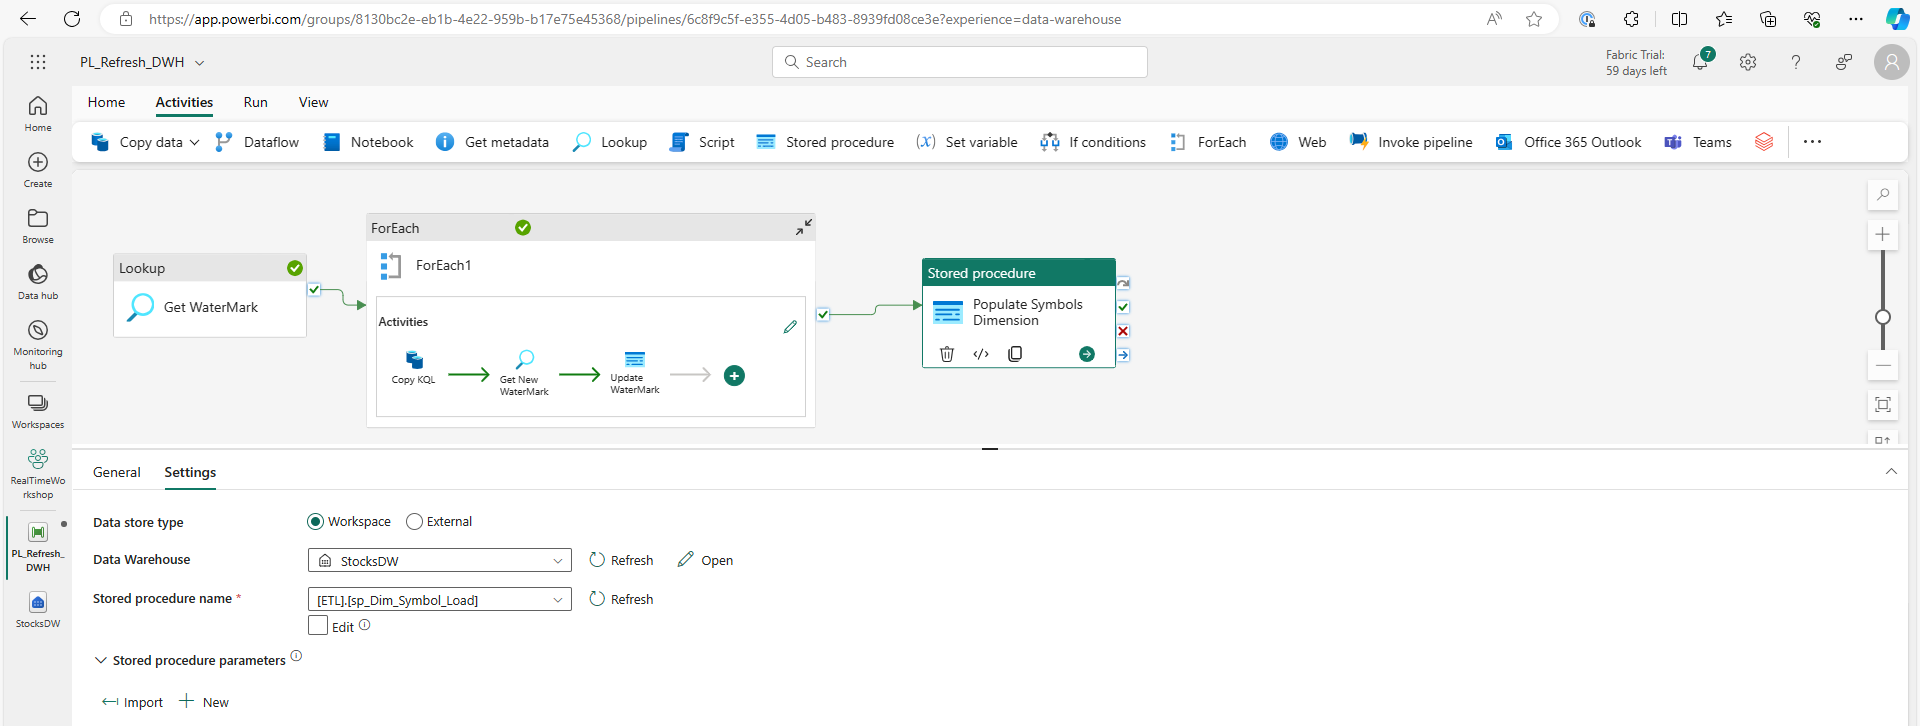 https://app.powerbi.com/groups/8130bc2e-eb1b-4e22-959b-b17e75e45368/pipelines/6c8f9c5f-e355-4d05-b483-8939fd08ce3e?experience=data-warehouse
PL_Refresh_DWH
Search
Fabric Trial:
59 days left
7
Home
Activities
Run
View
Copy data
Dataflow
Notebook
Get metadata
Lookup
Script
Stored procedure
(x) Set variable
If conditions
ForEach
Web
Invoke pipeline
Office 365 Outlook
Teams
Home
Create
Browse
Data hub
Monitoring
hub
Workspaces
RealTimeWo
rkshop
PL_Refresh_
DWH
StocksDW
Lookup
Get WaterMark
ForEach
ForEach1
Activities
Copy KQL
Get New
WaterMark
Update
WaterMark
Stored procedure
Populate Symbols
Dimension
General
Settings
Data store type
Workspace
External
Data Warehouse
StocksDW
Refresh
Open
Stored procedure name *
[ETL].[sp_Dim_Symbol_Load]
Refresh
Edit
Stored procedure parameters
Import
New